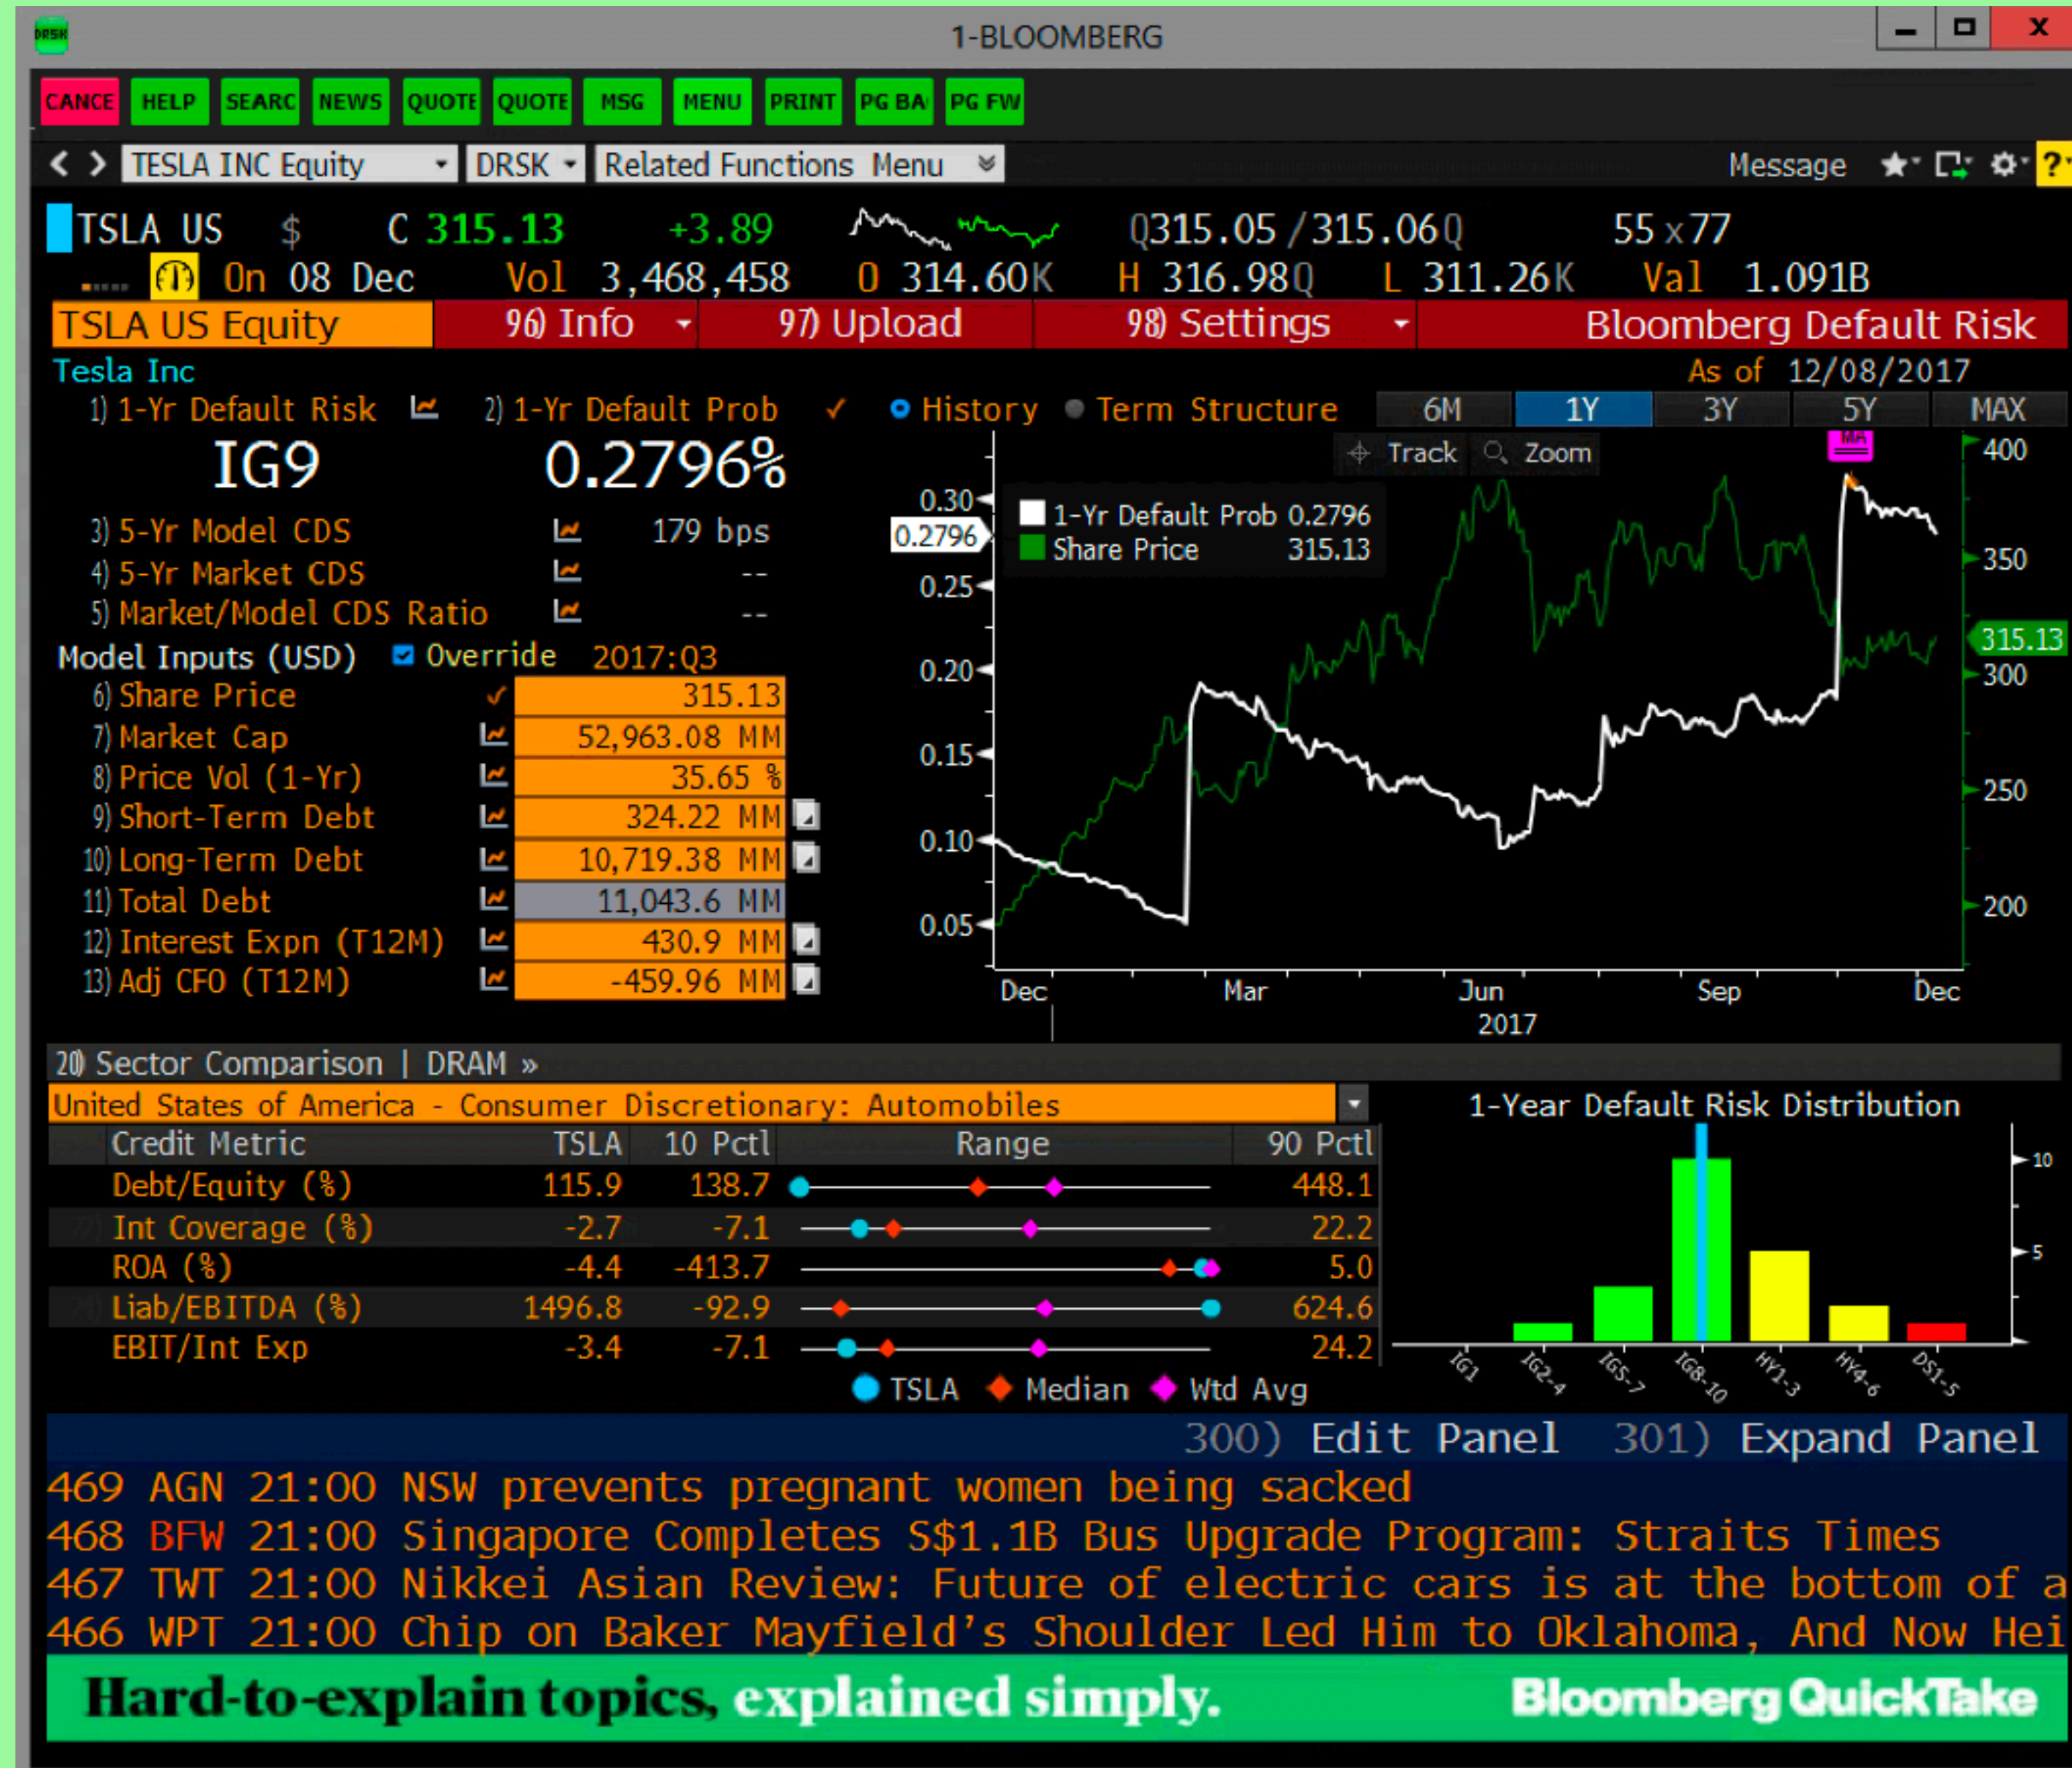 DRSK
1-BLOOMBERG
CANCE HELP SEARC NEWS QUOTE QUOTE MSG MENU PRINT PG BA PG FW
TESLA INC Equity DRSK Related Functions Menu Message ?
TSLA US $ C 315.13 +3.89 Q315.05 / 315.06Q 55 x 77
On 08 Dec Vol 3,468,458 O 314.60K H 316.98Q L 311.26K Val 1.091B
TSLA US Equity 96) Info 97) Upload 98) Settings Bloomberg Default Risk
Tesla Inc As of 12/08/2017
1) 1-Yr Default Risk 2) 1-Yr Default Prob History Term Structure 6M 1Y 3Y 5Y MAX
IG9 0.2796%
Track Zoom
MA
3) 5-Yr Model CDS 179 bps
4) 5-Yr Market CDS --
5) Market/Model CDS Ratio --
Model Inputs (USD) Override 2017:Q3
6) Share Price 315.13
7) Market Cap 52,963.08 MM
8) Price Vol (1-Yr) 35.65 %
9) Short-Term Debt 324.22 MM
10) Long-Term Debt 10,719.38 MM
11) Total Debt 11,043.6 MM
12) Interest Expn (T12M) 430.9 MM
13) Adj CFO (T12M) -459.96 MM
1-Yr Default Prob 0.2796
Share Price 315.13
0.30
0.2796
0.25
0.20
0.15
0.10
0.05
400
350
315.13
300
250
200
Dec Mar Jun Sep Dec
2017
20) Sector Comparison | DRAM »
United States of America - Consumer Discretionary: Automobiles
Credit Metric TSLA 10 Pctl Range 90 Pctl
Debt/Equity (%) 115.9 138.7 448.1
Int Coverage (%) -2.7 -7.1 22.2
ROA (%) -4.4 -413.7 5.0
Liab/EBITDA (%) 1496.8 -92.9 624.6
EBIT/Int Exp -3.4 -7.1 24.2
TSLA Median Wtd Avg
1-Year Default Risk Distribution
10
5
IG1 IG2-4 IG5-7 IG8-10 HY1-3 HY4-6 DS1-5
300) Edit Panel 301) Expand Panel
469 AGN 21:00 NSW prevents pregnant women being sacked
468 BFW 21:00 Singapore Completes S$1.1B Bus Upgrade Program: Straits Times
467 TWT 21:00 Nikkei Asian Review: Future of electric cars is at the bottom of a
466 WPT 21:00 Chip on Baker Mayfield's Shoulder Led Him to Oklahoma, And Now Hei
Hard-to-explain topics, explained simply. Bloomberg QuickTake